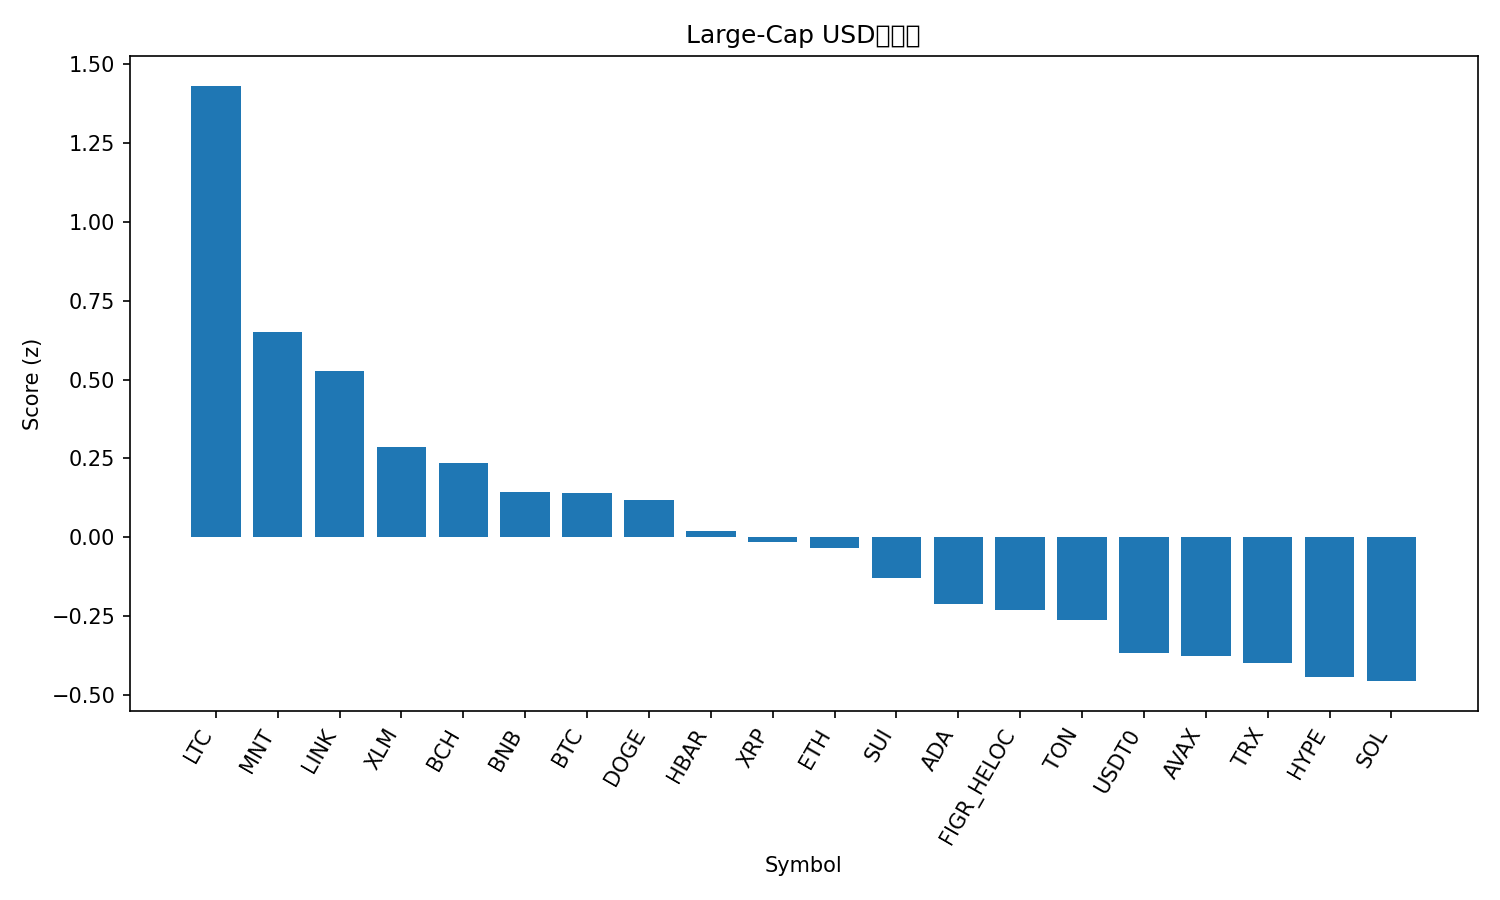 Large-Cap USD
1.50
1.25
1.00
0.75
0.50
0.25
0.00
−0.25
−0.50
Score (z)
LTC
MNT
LINK
XLM
BCH
BNB
BTC
DOGE
HBAR
XRP
ETH
SUI
ADA
FIGR_HELOC
TON
USDT0
AVAX
TRX
HYPE
SOL
Symbol